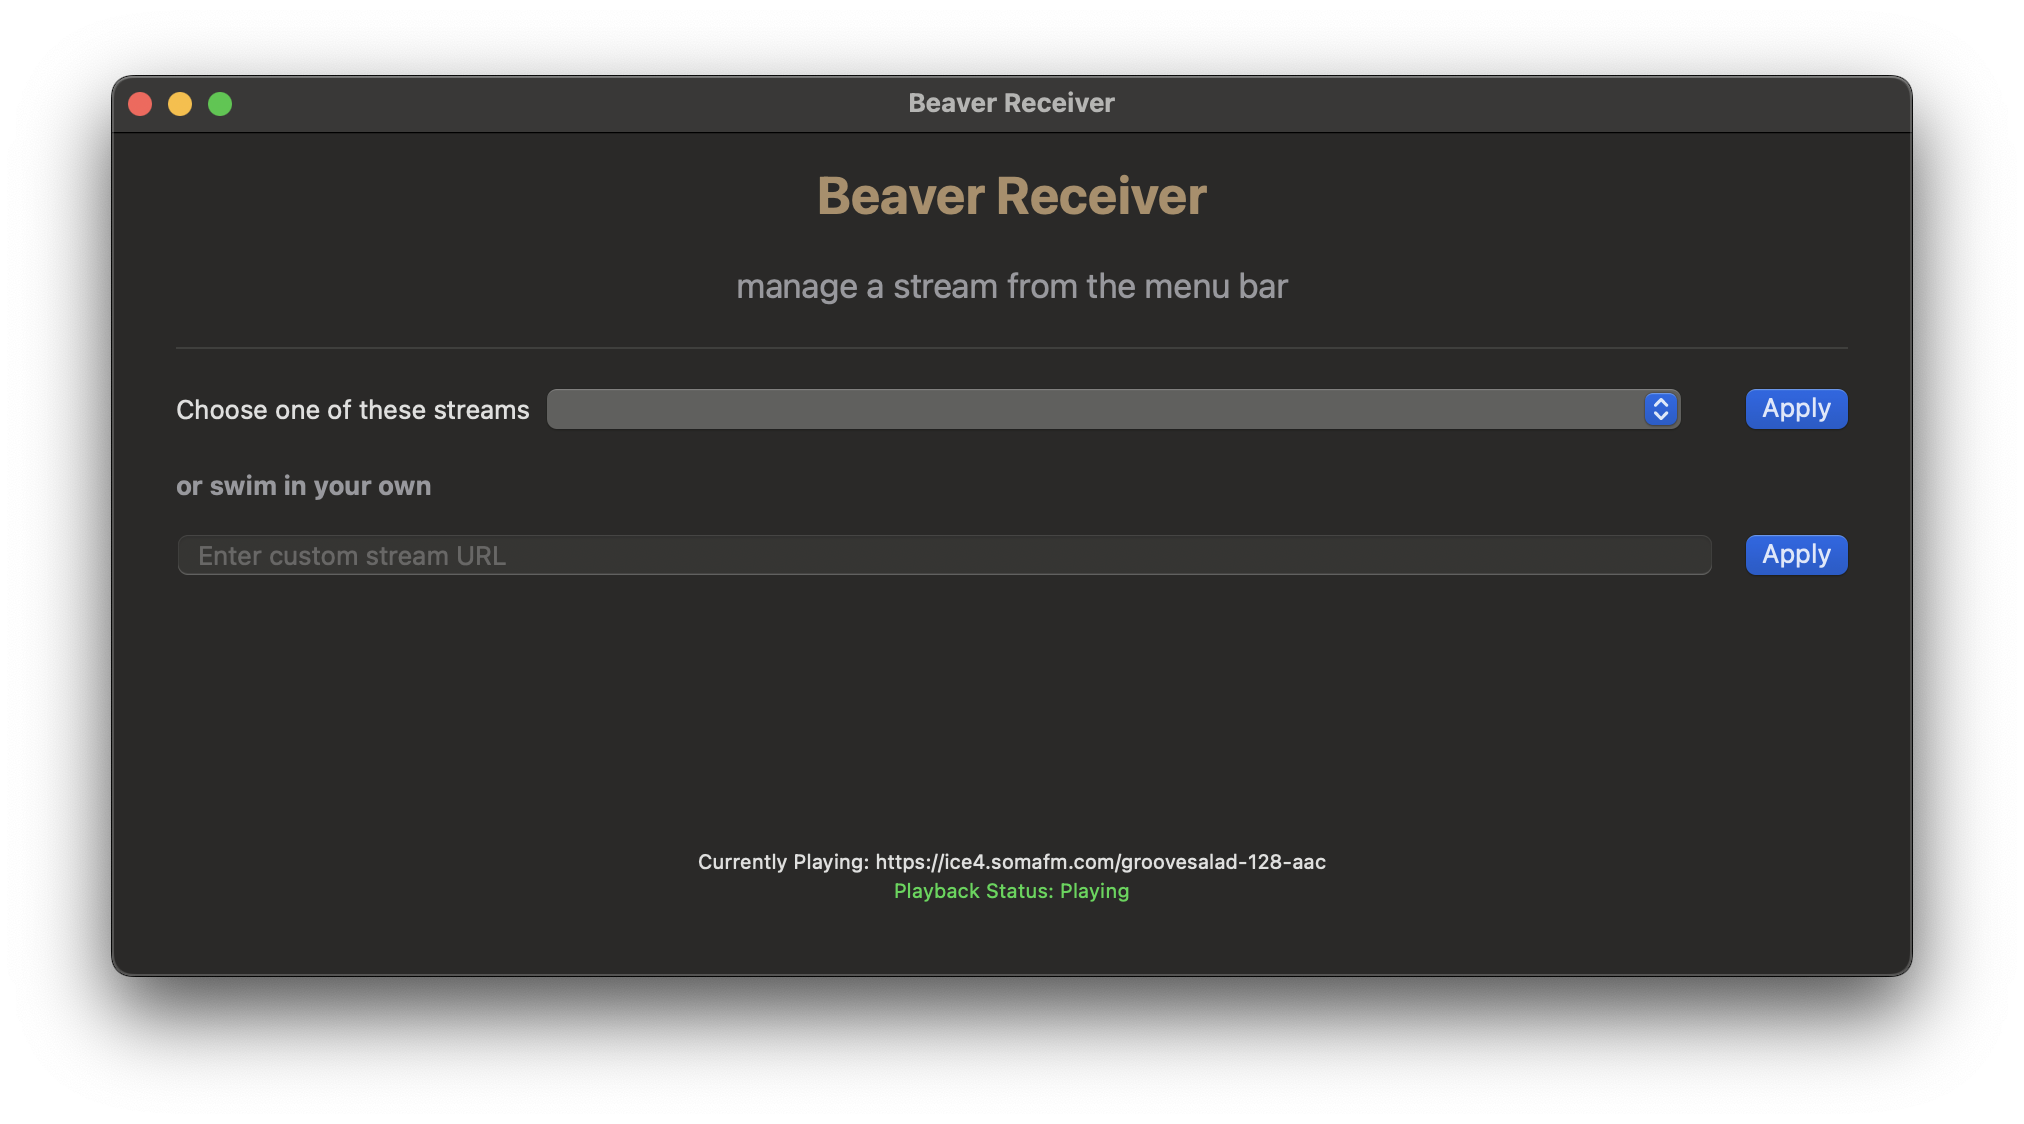 Beaver Receiver
Beaver Receiver
manage a stream from the menu bar
Choose one of these streams
Apply
or swim in your own
Enter custom stream URL
Apply
Currently Playing: https://ice4.somafm.com/groovesalad-128-aac
Playback Status: Playing